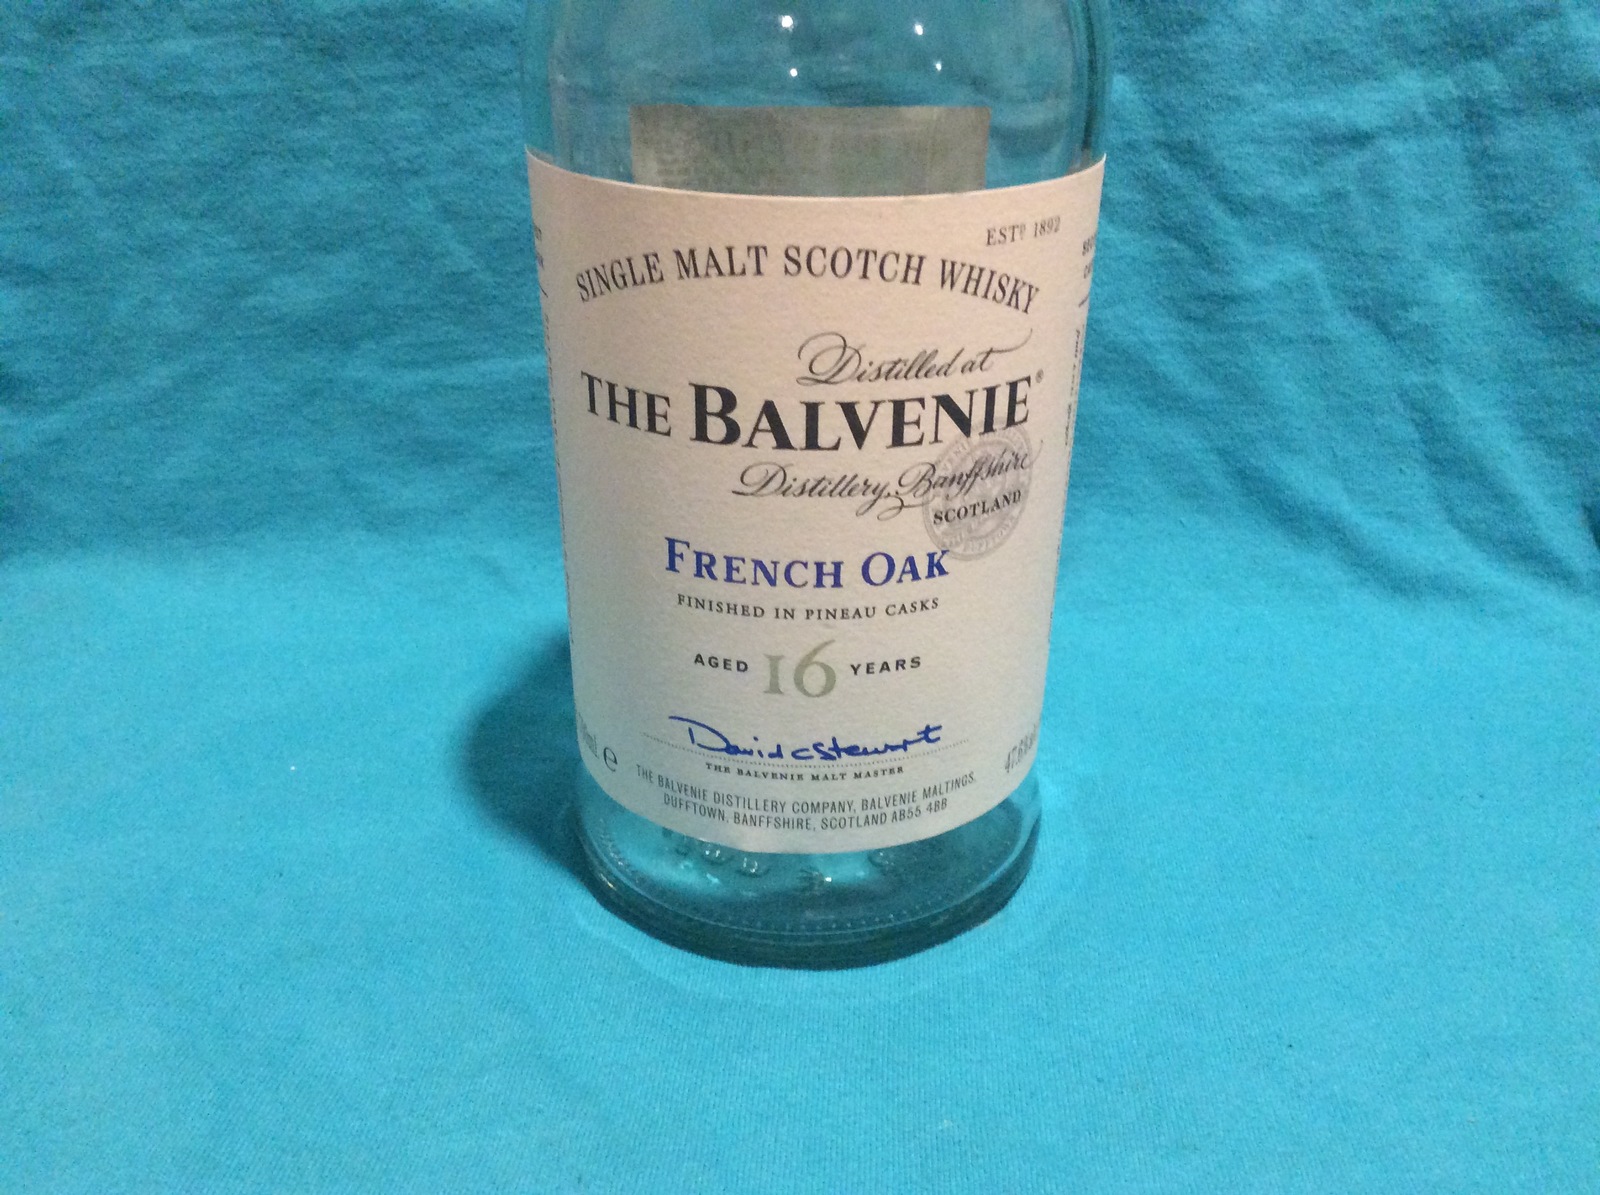 ESTD 1892
SINGLE MALT SCOTCH WHISKY
Distilled at
THE BALVENIE®
Distillery, Banffshire
SCOTLAND
FRENCH OAK
FINISHED IN PINEAU CASKS
AGED 16 YEARS
David C Stewart
THE BALVENIE MALT MASTER
THE BALVENIE DISTILLERY COMPANY, BALVENIE MALTINGS,
DUFFTOWN, BANFFSHIRE, SCOTLAND AB55 4BB